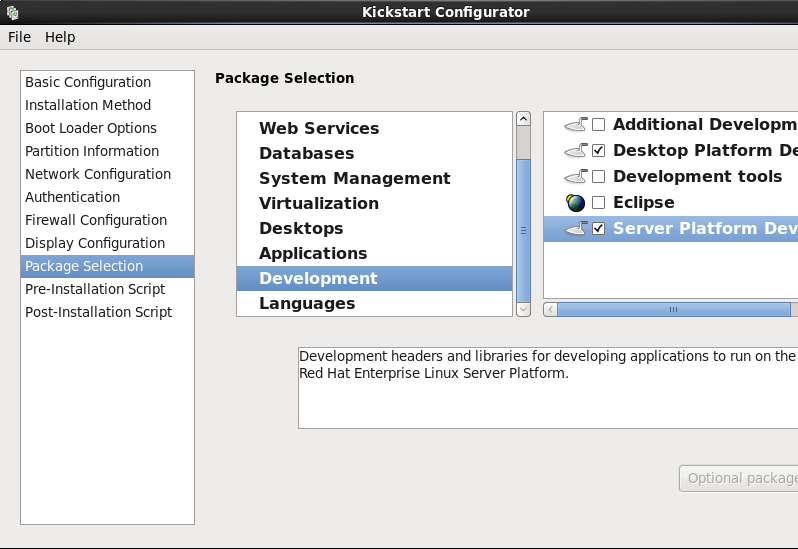 Kickstart Configurator
File Help
Basic Configuration
Installation Method
Boot Loader Options
Partition Information
Network Configuration
Authentication
Firewall Configuration
Display Configuration
Package Selection
Pre-Installation Script
Post-Installation Script
Package Selection
Web Services
Databases
System Management
Virtualization
Desktops
Applications
Development
Languages
Additional Developm
Desktop Platform De
Development tools
Eclipse
Server Platform Dev
Development headers and libraries for developing applications to run on the
Red Hat Enterprise Linux Server Platform.
Optional package